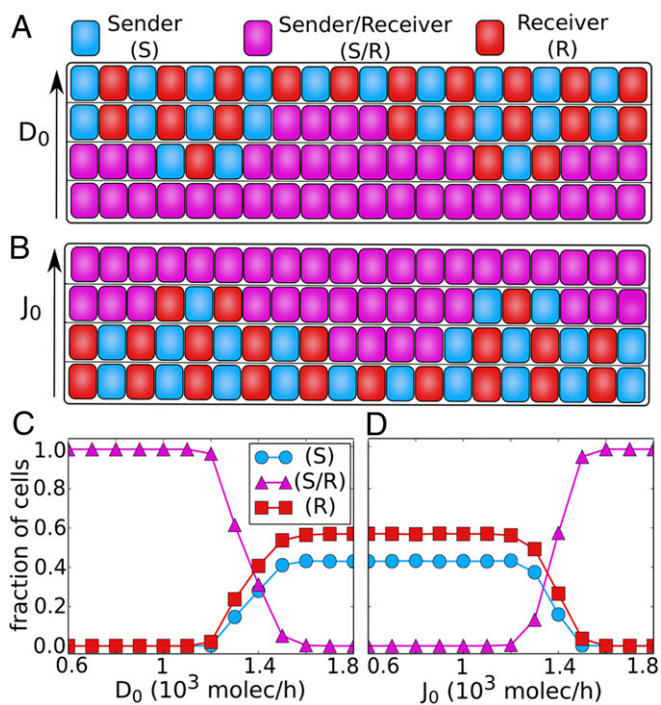 A
Sender (S)
Sender/Receiver (S/R)
Receiver (R)
D₀
B
J₀
C
D
fraction of cells
1.0
0.8
0.6
0.4
0.2
0.0
(S)
(S/R)
(R)
0.6 1 1.4 1.8
0.6 1 1.4 1.8
D₀ (10³ molec/h)
J₀ (10³ molec/h)